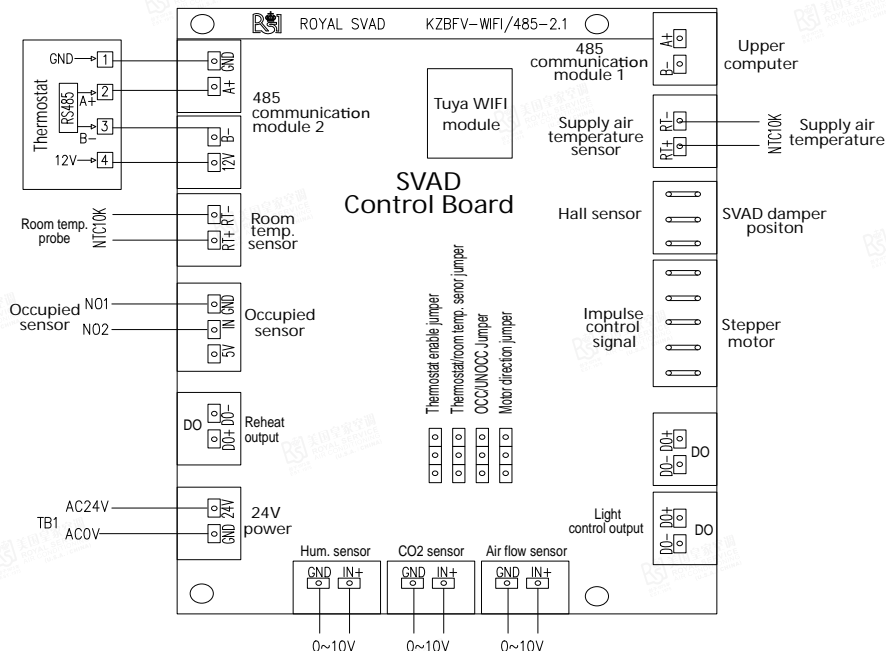 RSI ROYAL SVAD KZBFV-WIFI/485-2.1
GND
1
GND
2
A+
A+
RS485
Thermostat
3
B-
B-
12V
4
12V
485
communication
module 2
Tuya WIFI
module
485
communication
module 1
A+
B-
Upper
computer
Supply air
temperature
sensor
RT-
RT+
NTC10K
Supply air
temperature
SVAD
Control Board
Room temp.
probe
NTC10K
RT-
RT+
Room
temp.
sensor
Hall sensor
SVAD damper
positon
Occupied
sensor
NO1
NO2
GND
IN
5V
Occupied
sensor
Impulse
control
signal
Stepper
motor
Thermostat enable jumper
Thermostat/room temp. senor jumper
OCC/UNOCC Jumper
Motor direction jumper
DO
DO-
DO+
Reheat
output
DO+
DO-
DO
TB1
AC24V
AC0V
24V
GND
24V
power
Light
control output
DO+
DO-
DO
Hum. sensor
GND IN+
0~10V
CO2 sensor
GND IN+
0~10V
Air flow sensor
GND IN+
0~10V